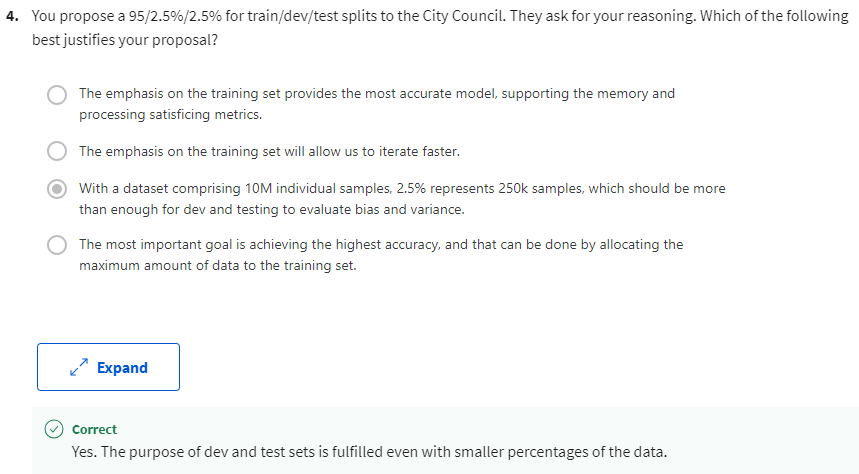 4. You propose a 95/2.5%/2.5% for train/dev/test splits to the City Council. They ask for your reasoning. Which of the following
best justifies your proposal?
The emphasis on the training set provides the most accurate model, supporting the memory and
processing satisficing metrics.
The emphasis on the training set will allow us to iterate faster.
With a dataset comprising 10M individual samples, 2.5% represents 250k samples, which should be more
than enough for dev and testing to evaluate bias and variance.
The most important goal is achieving the highest accuracy, and that can be done by allocating the
maximum amount of data to the training set.
Expand
Correct
Yes. The purpose of dev and test sets is fulfilled even with smaller percentages of the data.